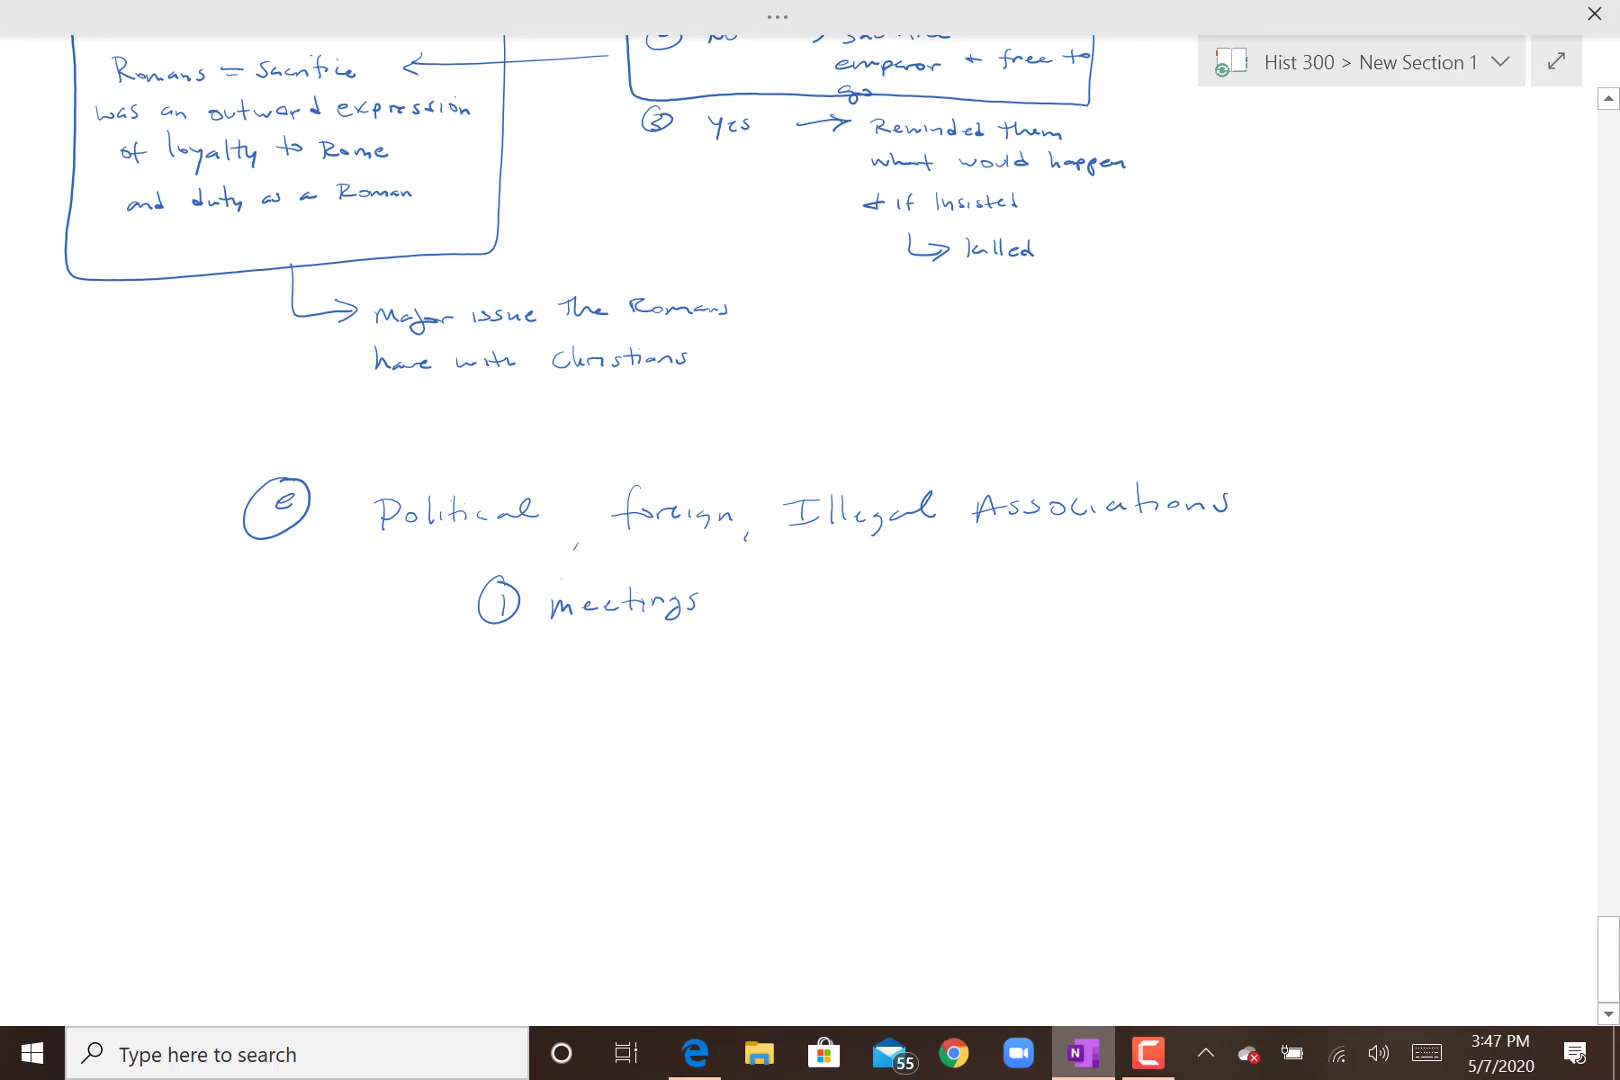 Hist 300 > New Section 1
Romans = Sacrifice
was an outward expression
of loyalty to Rome
and duty as a Roman
emperor + free to
go
③ Yes → Reminded them
what would happen
+ if Insisted
↳ killed
Major issue The Romans
have with Christians
ⓔ Political, foreign, Illegal Associations
① meetings
Type here to search
55
3:47 PM
5/7/2020